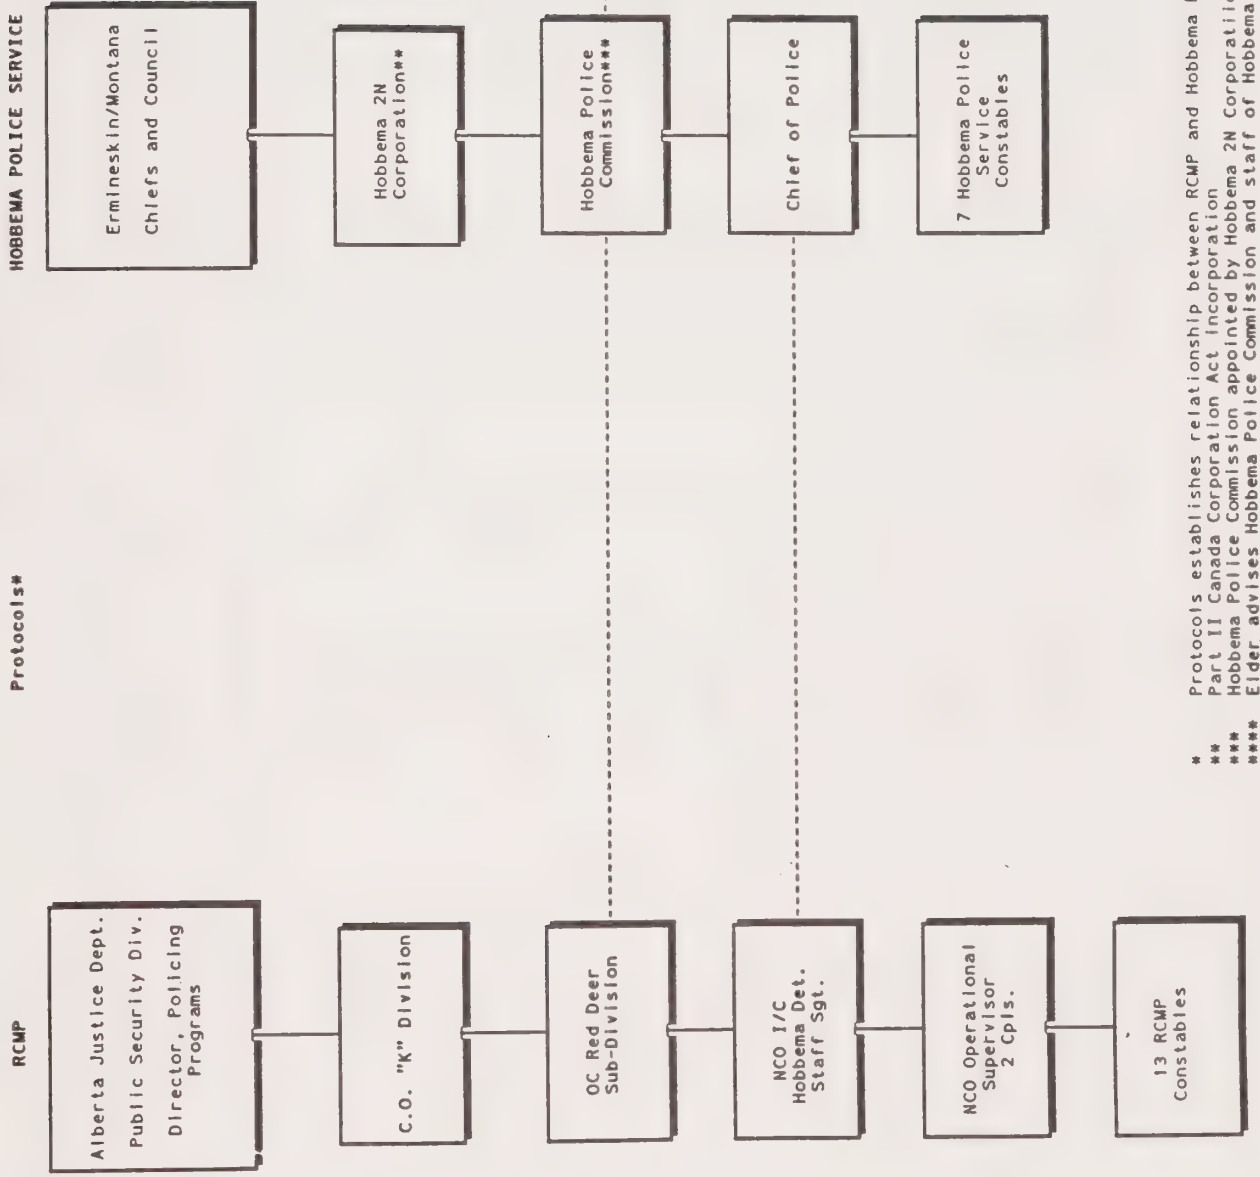 RCMP
Protocols*
HOBBEMA POLICE SERVICE
Alberta Justice Dept.
Public Security Div.
Director, Policing
Programs
C.O. "K" Division
OC Red Deer
Sub-Division
NCO I/C
Hobbema Det.
Staff Sgt.
NCO Operational
Supervisor
2 Cpls.
13 RCMP
Constables
Ermineskin/Montana
Chiefs and Council
Hobbema 2N
Corporation**
Hobbema Police
Commission***
Chief of Police
7 Hobbema Police
Service
Constables
* Protocols establishes relationship between RCMP and Hobbema
** Part II Canada Corporation Act incorporation
*** Hobbema Police Commission appointed by Hobbema 2N
**** Elder advises Hobbema Police Commission and staff of Hobbema